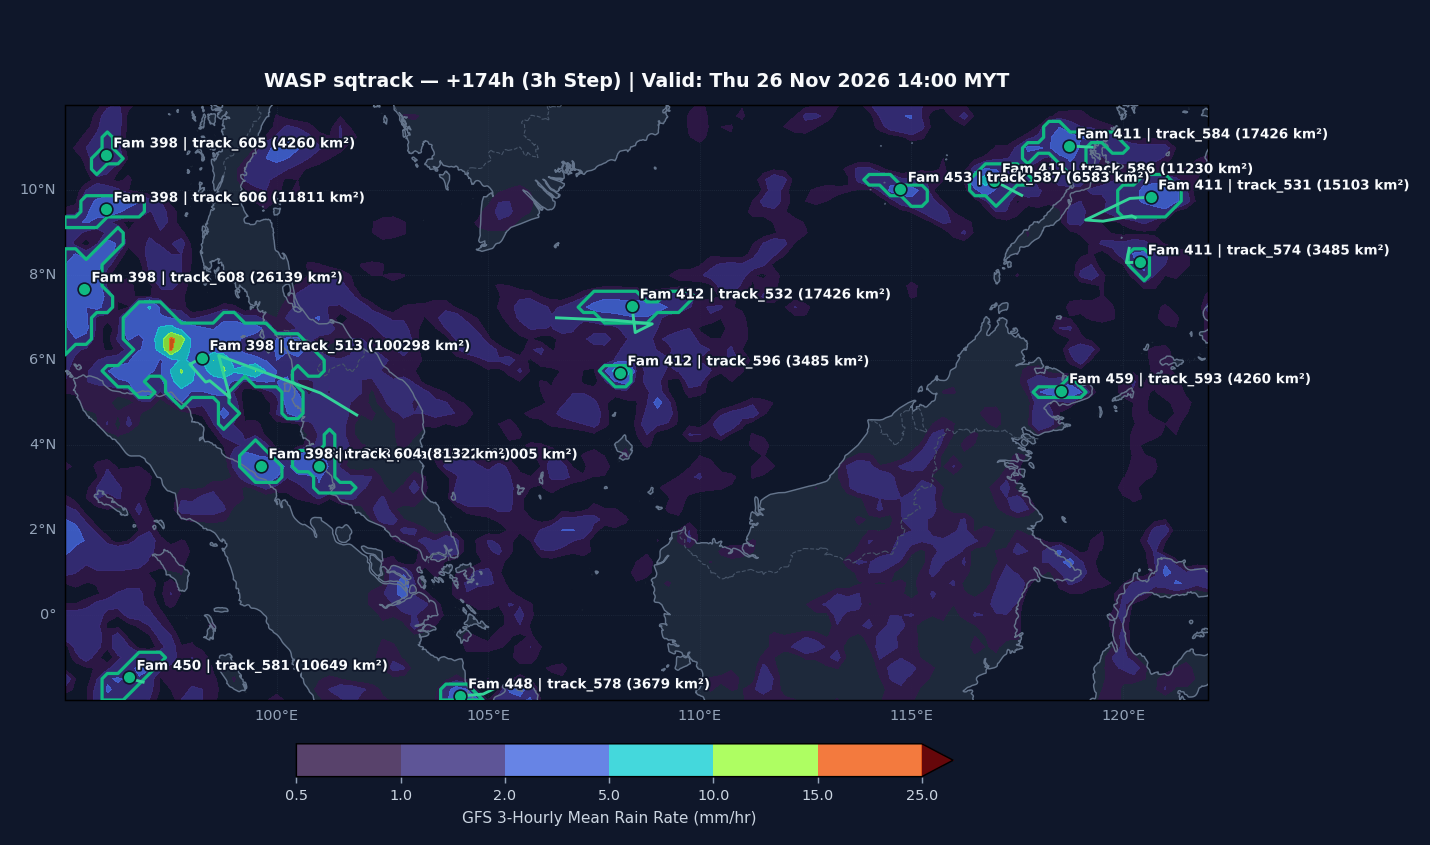 WASP sqtrack — +174h (3h Step) | Valid: Thu 26 Nov 2026 14:00 MYT
Fam 411 | track_584 (17426 km²)
Fam 398 | track_605 (4260 km²)
Fam 411 | track_586 (11230 km²)
Fam 453 | track_587 (6583 km²)
Fam 411 | track_531 (15103 km²)
10°N
Fam 398 | track_606 (11811 km²)
Fam 411 | track_574 (3485 km²)
8°N
Fam 398 | track_608 (26139 km²)
Fam 412 | track_532 (17426 km²)
Fam 398 | track_513 (100298 km²)
6°N
Fam 412 | track_596 (3485 km²)
Fam 459 | track_593 (4260 km²)
4°N
Fam 398 | track_604 (8132 km²)
2°N
0°
Fam 450 | track_581 (10649 km²)
Fam 448 | track_578 (3679 km²)
100°E 105°E 110°E 115°E 120°E
0.5 1.0 2.0 5.0 10.0 15.0 25.0
GFS 3-Hourly Mean Rain Rate (mm/hr)